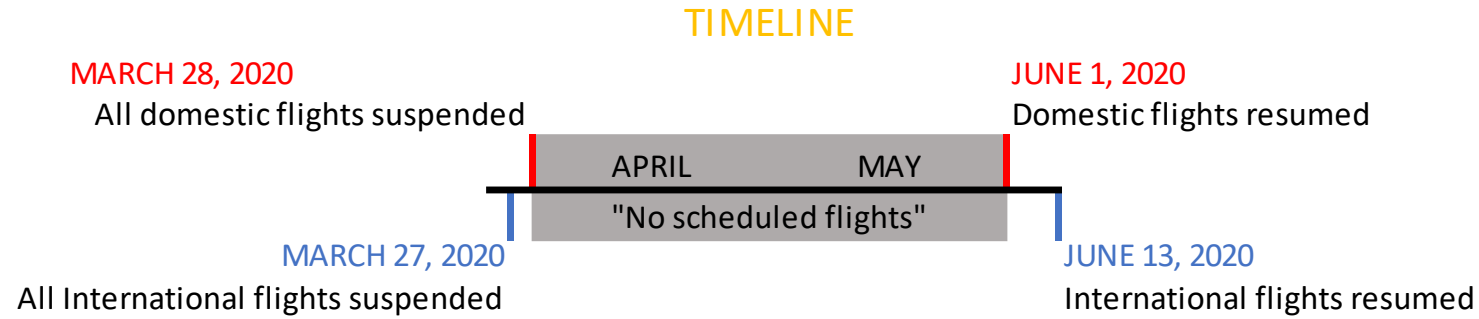 TIMELINE
MARCH 28, 2020
All domestic flights suspended
JUNE 1, 2020
Domestic flights resumed
APRIL
MAY
"No scheduled flights"
MARCH 27, 2020
All International flights suspended
JUNE 13, 2020
International flights resumed